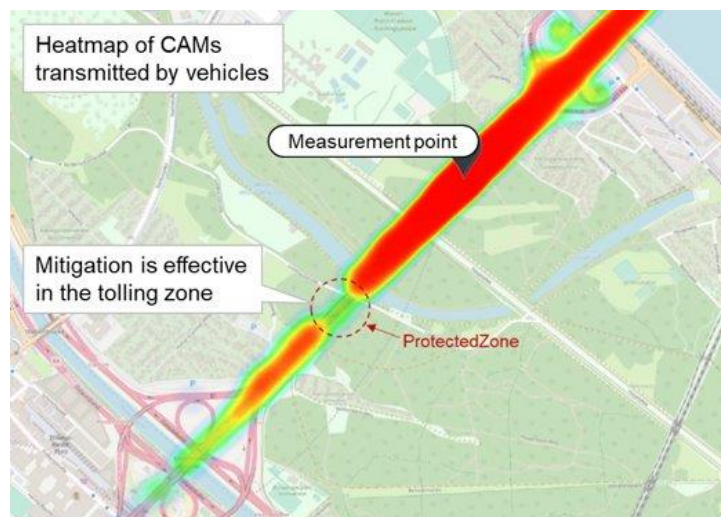 Heatmap of CAMs
transmitted by vehicles
Measurement point
Mitigation is effective
in the tolling zone
ProtectedZone